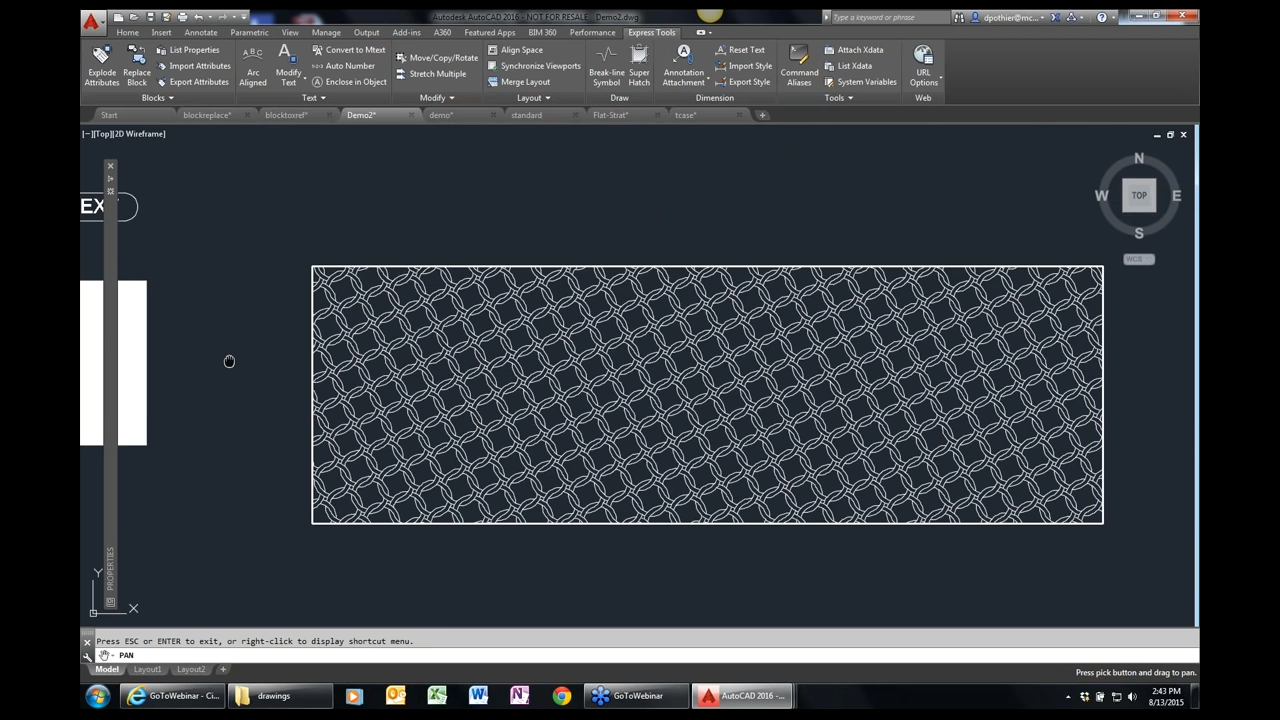 Autodesk AutoCAD 2016 - NOT FOR RESALE - Demo2.dwg
Type a keyword or phrase
dpothier@mc...
Home Insert Annotate Parametric View Manage Output Add-ins A360 Featured Apps BIM 360 Performance Express Tools
Explode Attributes
Replace Block
List Properties
Import Attributes
Export Attributes
Arc Aligned
Modify Text
Convert to Mtext
Auto Number
Enclose in Object
Move/Copy/Rotate
Stretch Multiple
Align Space
Synchronize Viewports
Merge Layout
Break-line Symbol
Super Hatch
Annotation Attachment
Reset Text
Import Style
Export Style
Command Aliases
Attach Xdata
List Xdata
System Variables
URL Options
Blocks Text Modify Layout Draw Dimension Tools Web
Start blockreplace* blocktoxref* Demo2* demo* standard Flat-Strat* tcase*
[−][Top][2D Wireframe]
N
W TOP E
S
WCS
EX
PROPERTIES
Y
X
Press ESC or ENTER to exit, or right-click to display shortcut menu.
PAN
Model Layout1 Layout2 +
Press pick button and drag to pan.
GoToWebinar - Ci... drawings GoToWebinar AutoCAD 2016 -...
2:43 PM
8/13/2015